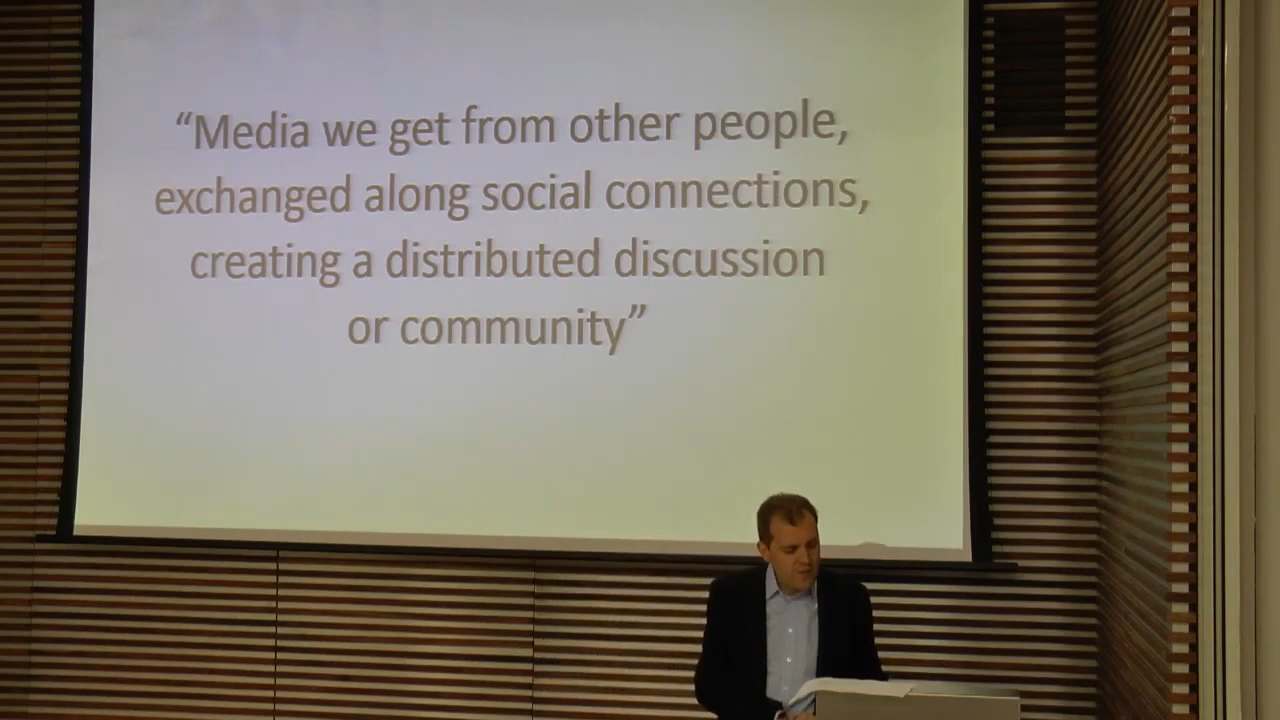 “Media we get from other people,
exchanged along social connections,
creating a distributed discussion
or community”